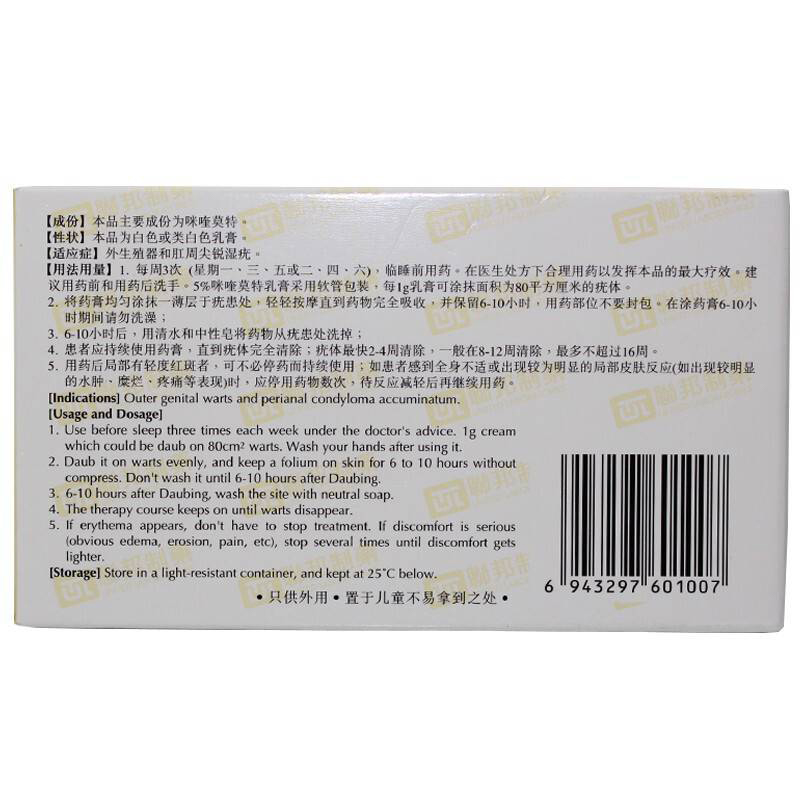 【成份】本品主要成份为咪喹莫特。
【性状】本品为白色或类白色乳膏。
【适应症】外生殖器和肛周尖锐湿疣。
【用法用量】1. 每周3次 (星期一、三、五或二、四、六)，临睡前用药。在医生处方下合理用药以发挥本品的最大疗效。建
议用药前和用药后洗手。5%咪喹莫特乳膏采用软管包装，每1g乳膏可涂抹面积为80平方厘米的疣体。
2. 将药膏均匀涂抹一薄层于疣患处，轻轻按摩直到药物完全吸收，并保留6-10小时，用药部位不要封包。在涂药膏6-10小
时期间请勿洗澡；
3. 6-10小时后，用清水和中性皂将药物从疣患处洗掉；
4. 患者应持续使用药膏，直到疣体完全清除；疣体最快2-4周清除，一般在8-12周清除，最多不超过16周。
5. 用药后局部有轻度红斑者，可不必停药而持续使用；如患者感到全身不适或出现较为明显的局部皮肤反应(如出现较明显
的水肿、糜烂、疼痛等表现)时，应停用药物数次，待反应减轻后再继续用药。
[Indications] Outer genital warts and perianal condyloma accuminatum.
[Usage and Dosage]
1. Use before sleep three times each week under the doctor's advice. 1g cream
which could be daub on 80cm² warts. Wash your hands after using it.
2. Daub it on warts evenly, and keep a folium on skin for 6 to 10 hours without
compress. Don't wash it until 6-10 hours after Daubing.
3. 6-10 hours after Daubing, wash the site with neutral soap.
4. The therapy course keeps on until warts disappear.
5. If erythema appears, don't have to stop treatment. If discomfort is serious
(obvious edema, erosion, pain, etc), stop several times until discomfort gets
lighter.
[Storage] Store in a light-resistant container, and kept at 25˚C below.
• 只供外用 • 置于儿童不易拿到之处 •
6 943297 601007
聯邦制藥